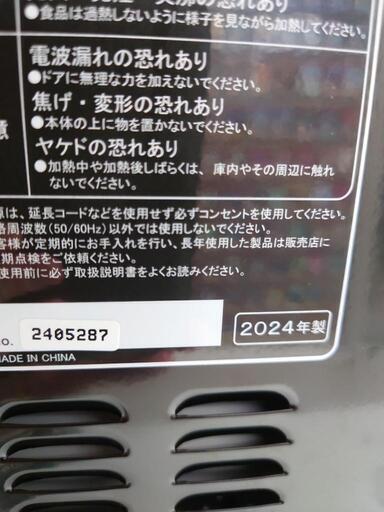 の恐れあり
●食品は過熱しないように様子を見ながら加熱してください。
電波漏れの恐れあり
●ドアに無理な力を加えないでください。
焦げ・変形の恐れあり
●本体の上に物を置かないでください。
意
ヤケドの恐れあり
●加熱中や加熱後しばらくは、庫内やその周辺に触れ
ないでください。
源は、延長コードなどを使用せず必ずコンセントを使用してください。
格周波数(50/60Hz)以外では使用しないでください。
客様が定期的にお手入れを行い、長年使用した製品は販売店に
期点検をご依頼ください。
使用前に必ず取扱説明書をよくお読みください。
No. 2405287
2024年製
MADE IN CHINA